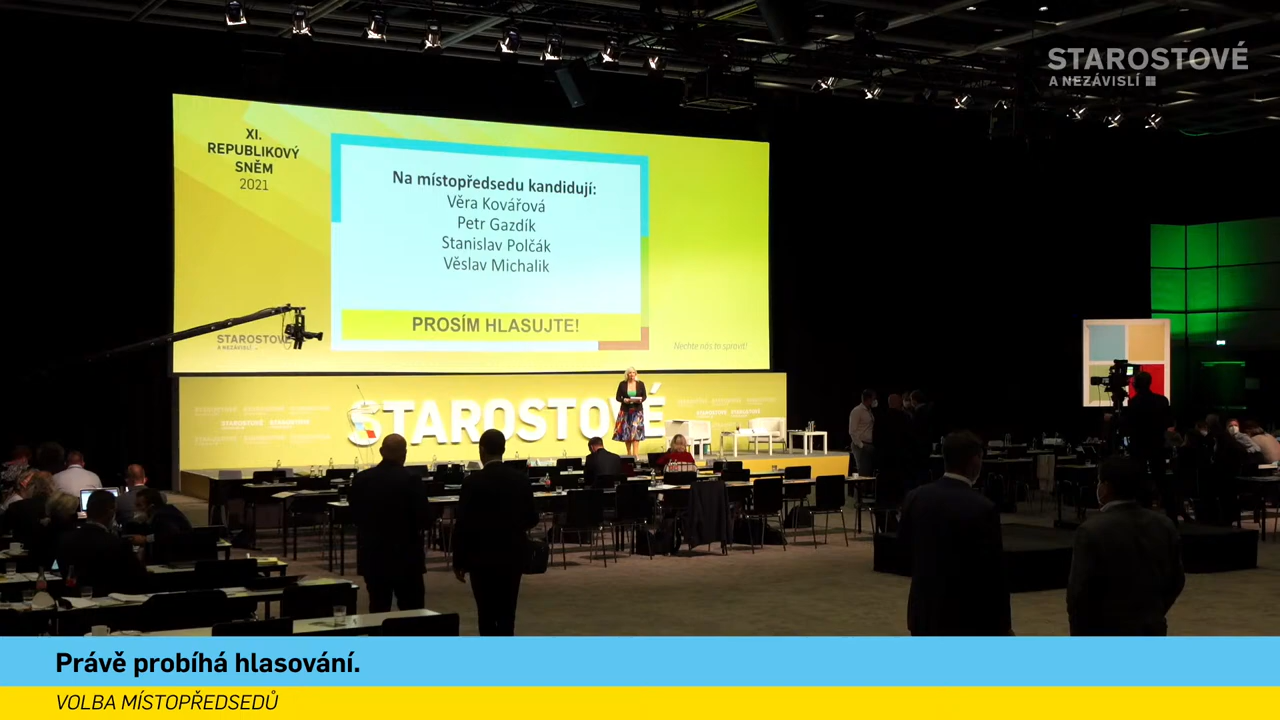 STAROSTOVÉ
A NEZÁVISLÍ
XI.
REPUBLIKOVÝ
SNĚM
2021
Na místopředsedu kandidují:
Věra Kovářová
Petr Gazdík
Stanislav Polčák
Věslav Michalik
PROSÍM HLASUJTE!
STAROSTOVÉ
A NEZÁVISLÍ
Nechte nás to spravit!
STAROSTOVÉ
Právě probíhá hlasování.
VOLBA MÍSTOPŘEDSEDŮ